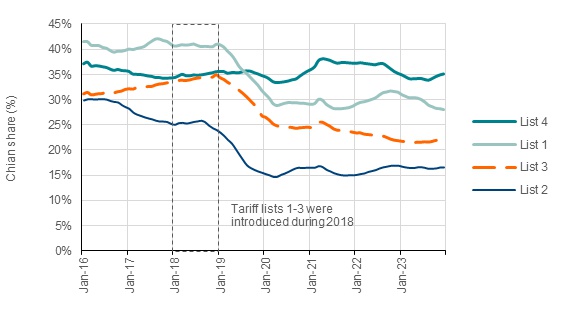 45%
40%
35%
30%
25%
20%
15%
10%
5%
0%
Chian share (%)
Jan-16
Jan-17
Jan-18
Jan-19
Jan-20
Jan-21
Jan-22
Jan-23
Tariff lists 1-3 were
introduced during 2018
List 4
List 1
List 3
List 2